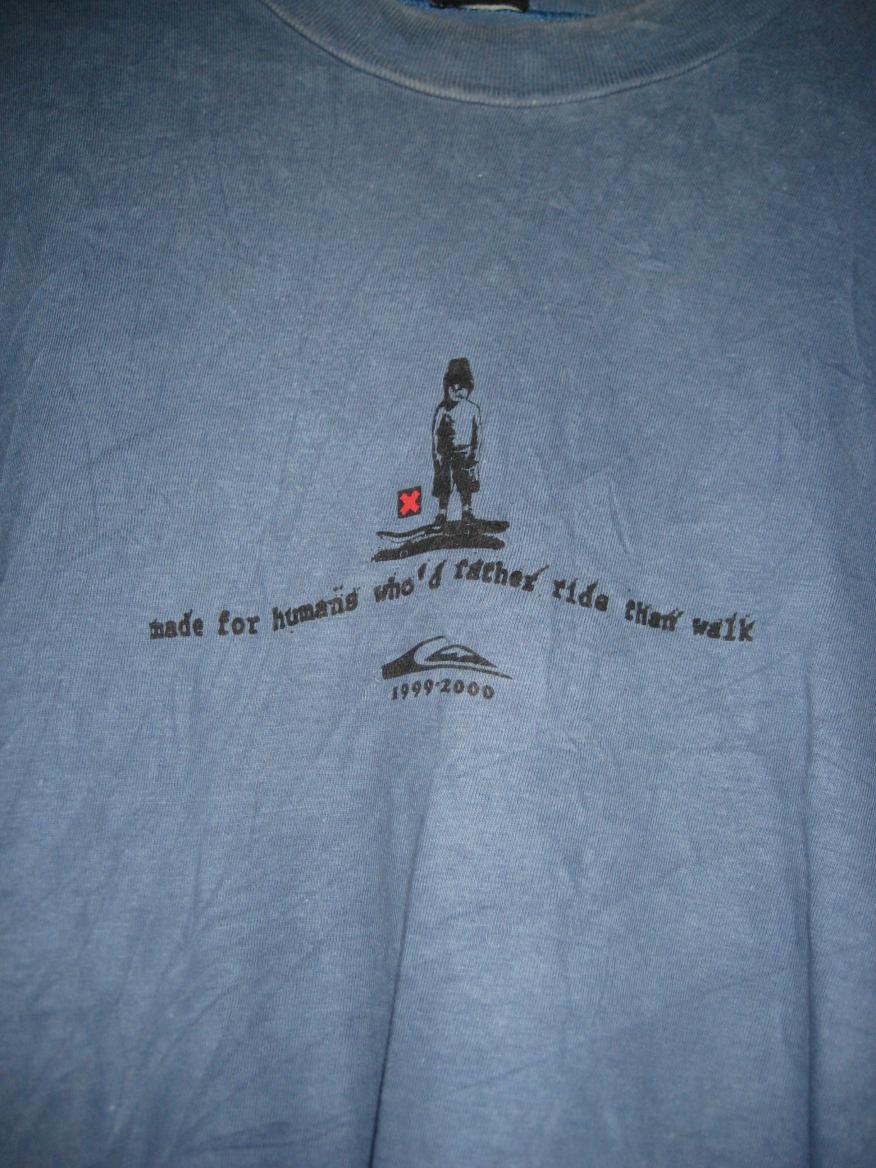 made for humans who'd rather ride than walk
1999-2000